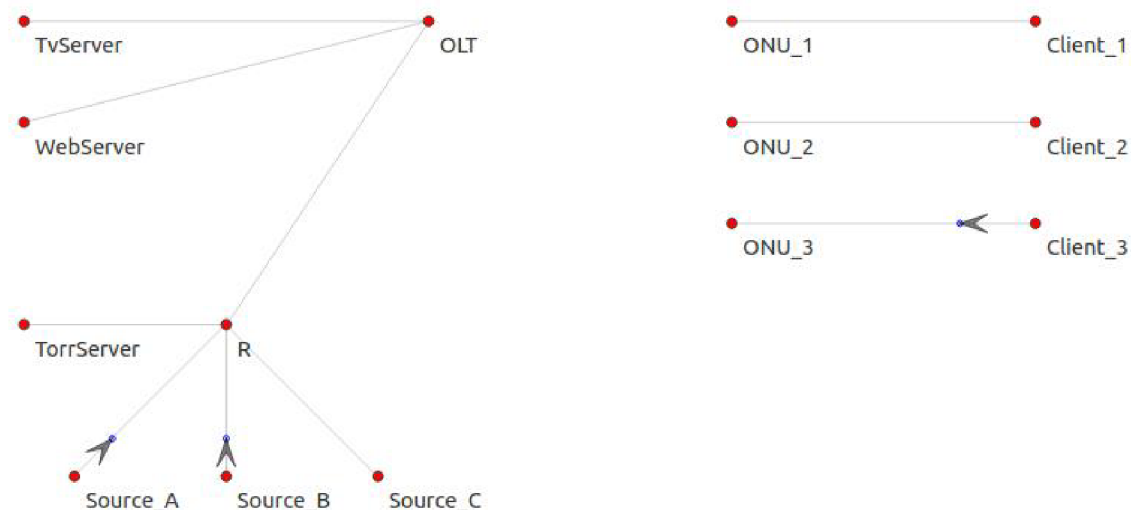 TvServer
OLT
ONU_1
Client_1
WebServer
ONU_2
Client_2
ONU_3
Client_3
TorrServer
R
Source_A
Source_B
Source_C